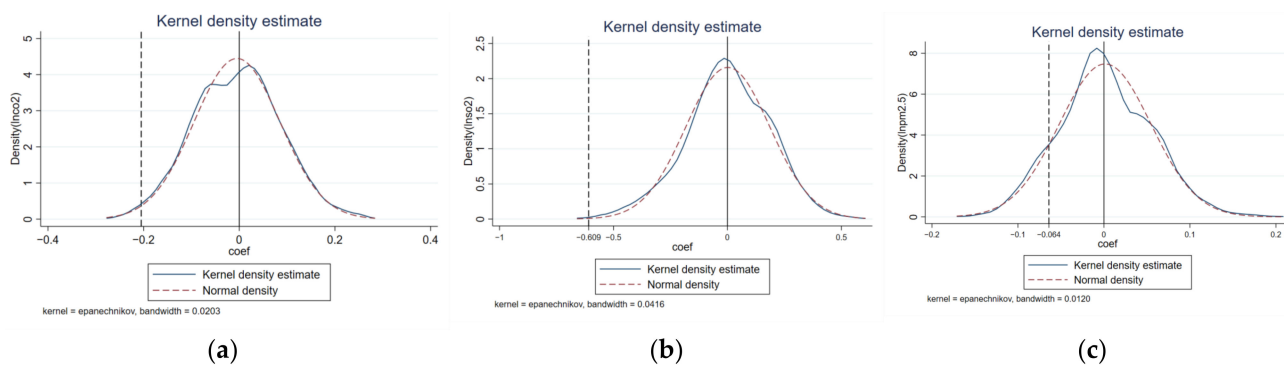 Kernel density estimate
Density(lnco2)
5
4
3
2
1
0
−0.4
−0.2
0
0.2
0.4
coef
Kernel density estimate
Normal density
kernel = epanechnikov, bandwidth = 0.0203
(a)
Kernel density estimate
Density(lnso2)
2.5
2
1.5
1
0.5
0
−1
−0.609
−0.5
0
0.5
coef
Kernel density estimate
Normal density
kernel = epanechnikov, bandwidth = 0.0416
(b)
Kernel density estimate
Density(lnpm2.5)
8
6
4
2
0
−0.2
−0.1
−0.064
0
0.1
0.2
coef
Kernel density estimate
Normal density
kernel = epanechnikov, bandwidth = 0.0120
(c)